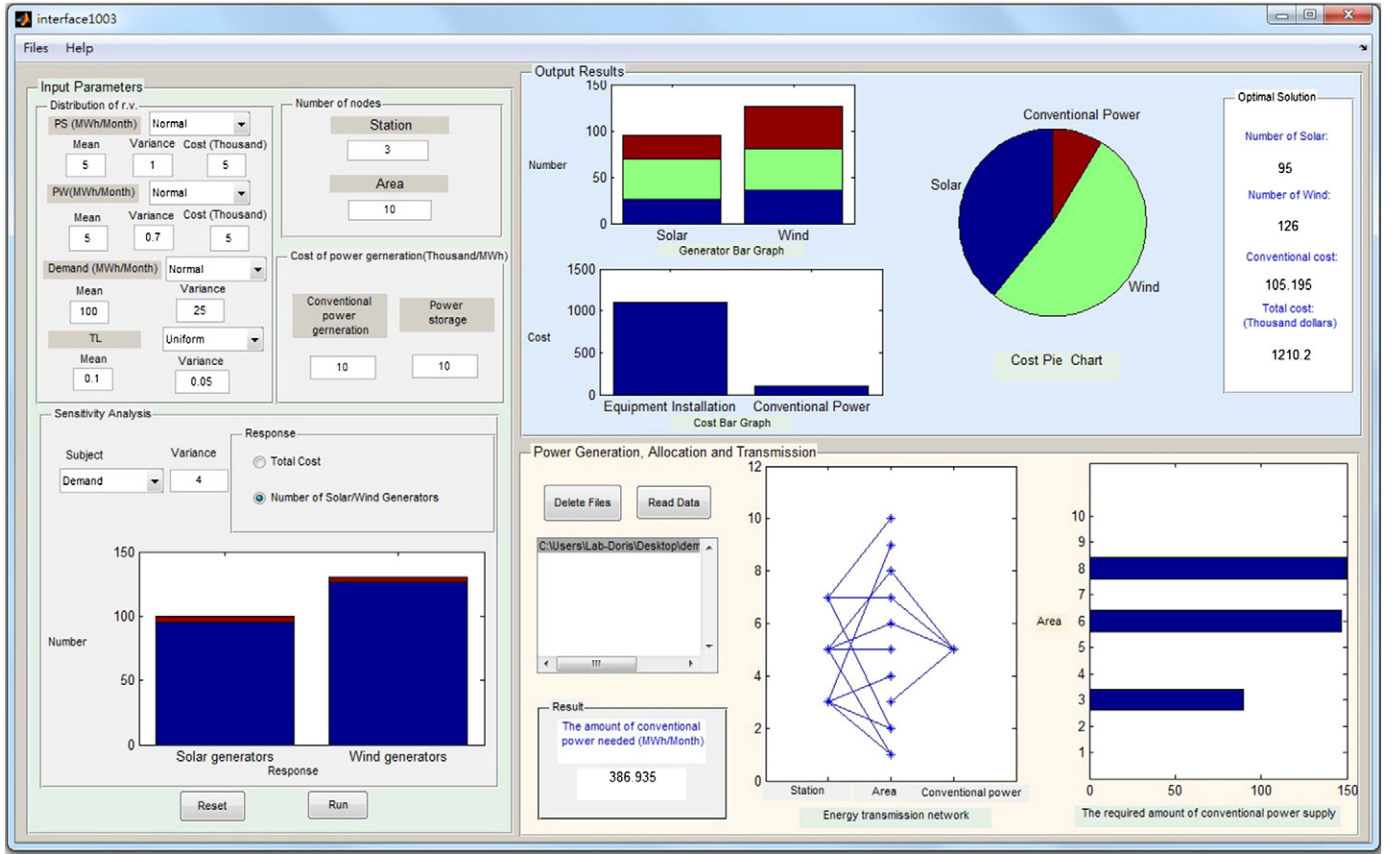 interface1003
Files Help
Input Parameters
Distribution of r.v.
PS (MWh/Month) Normal
Mean Variance Cost (Thousand)
5 1 5
PW(MWh/Month) Normal
Mean Variance Cost (Thousand)
5 0.7 5
Demand (MWh/Month) Normal
Mean Variance
100 25
TL Uniform
Mean Variance
0.1 0.05
Number of nodes
Station
3
Area
10
Cost of power gerneration(Thousand/MWh)
Conventional
power
gerneration
Power
storage
10 10
Sensitivity Analysis
Subject Variance
Demand 4
Response
Total Cost
Number of Solar/Wind Generators
150
100
Number
50
0
Solar generators Wind generators
Response
Reset Run
Output Results
150
100
Number
50
0
Solar Wind
Generator Bar Graph
1500
1000
Cost
500
0
Equipment Installation Conventional Power
Cost Bar Graph
Conventional Power
Solar
Wind
Cost Pie Chart
Optimal Solution
Number of Solar:
95
Number of Wind:
126
Conventional cost:
105.195
Total cost:
(Thousand dollars)
1210.2
Power Generation, Allocation and Transmission
Delete Files Read Data
C:\Users\Lab-Doris\Desktop\dem
Result
The amount of conventional
power needed (MWh/Month)
386.935
12
10
8
6
4
2
0
Station Area Conventional power
Energy transmission network
10
9
8
7
Area 6
5
4
3
2
1
0 50 100 150
The required amount of conventional power supply